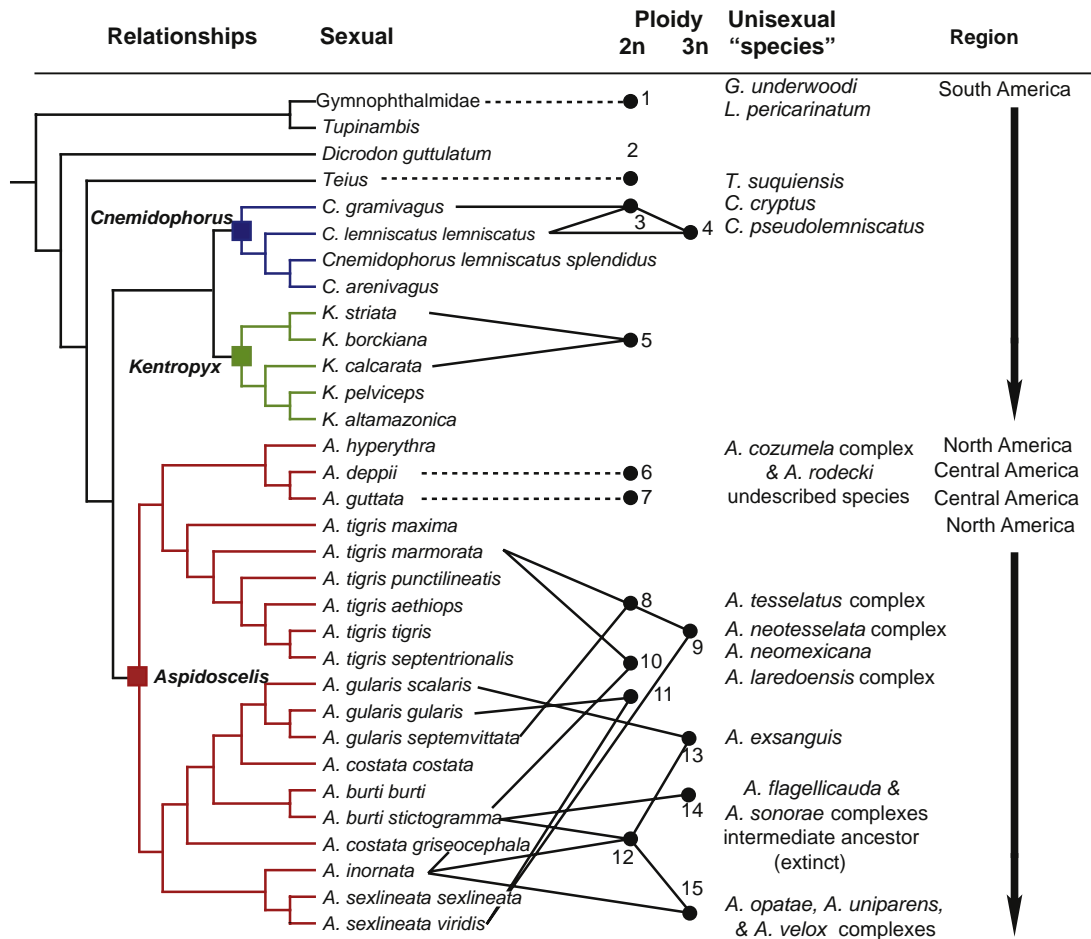 Relationships Sexual Ploidy Unisexual Region
2n 3n "species"
Gymnophthalmidae 1 G. underwoodi South America
L. pericarinatum
Tupinambis
Dicrodon guttulatum 2
Teius T. suquiensis
Cnemidophorus C. gramivagus 3 C. cryptus
C. lemniscatus lemniscatus 4 C. pseudolemniscatus
Cnemidophorus lemniscatus splendidus
C. arenivagus
K. striata
K. borckiana 5
Kentropyx K. calcarata
K. pelviceps
K. altamazonica
A. hyperythra A. cozumela complex North America
A. deppii 6 & A. rodecki Central America
A. guttata 7 undescribed species Central America
A. tigris maxima North America
A. tigris marmorata
A. tigris punctilineatis
A. tigris aethiops 8 A. tesselatus complex
A. tigris tigris 9 A. neotesselata complex
A. tigris septentrionalis 10 A. neomexicana
Aspidoscelis A. laredoensis complex
A. gularis scalaris 11
A. gularis gularis
A. gularis septemvittata 13 A. exsanguis
A. costata costata
A. burti burti A. flagellicauda &
A. burti stictogramma 14 A. sonorae complexes
A. costata griseocephala 12 intermediate ancestor
(extinct)
A. inornata 15
A. sexlineata sexlineata A. opatae, A. uniparens,
A. sexlineata viridis & A. velox complexes